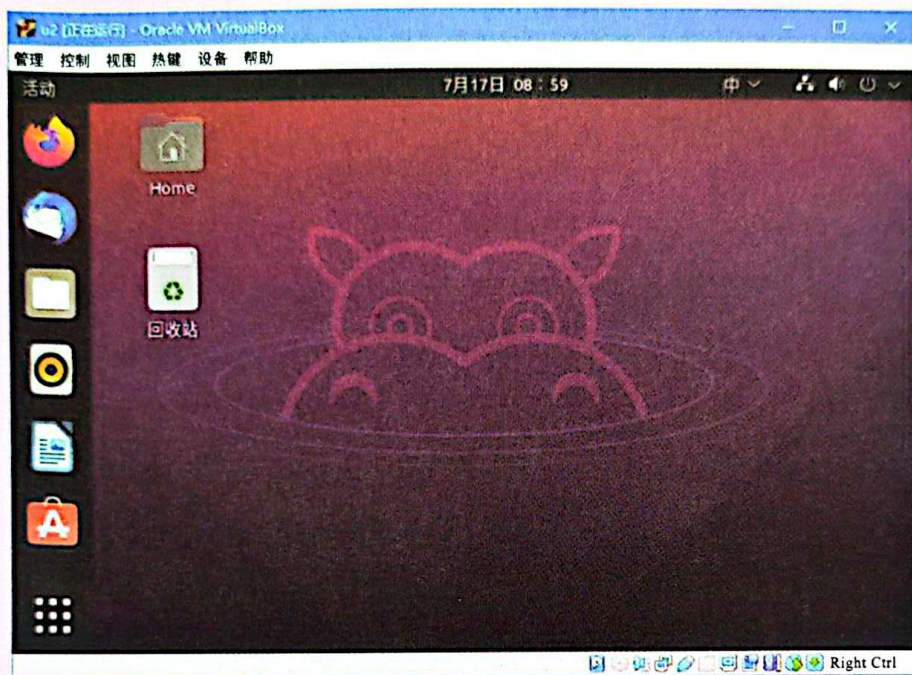 u2 [正在运行] - Oracle VM VirtualBox
管理 控制 视图 热键 设备 帮助
活动 7月17日 08:59 中
Home
回收站
Right Ctrl